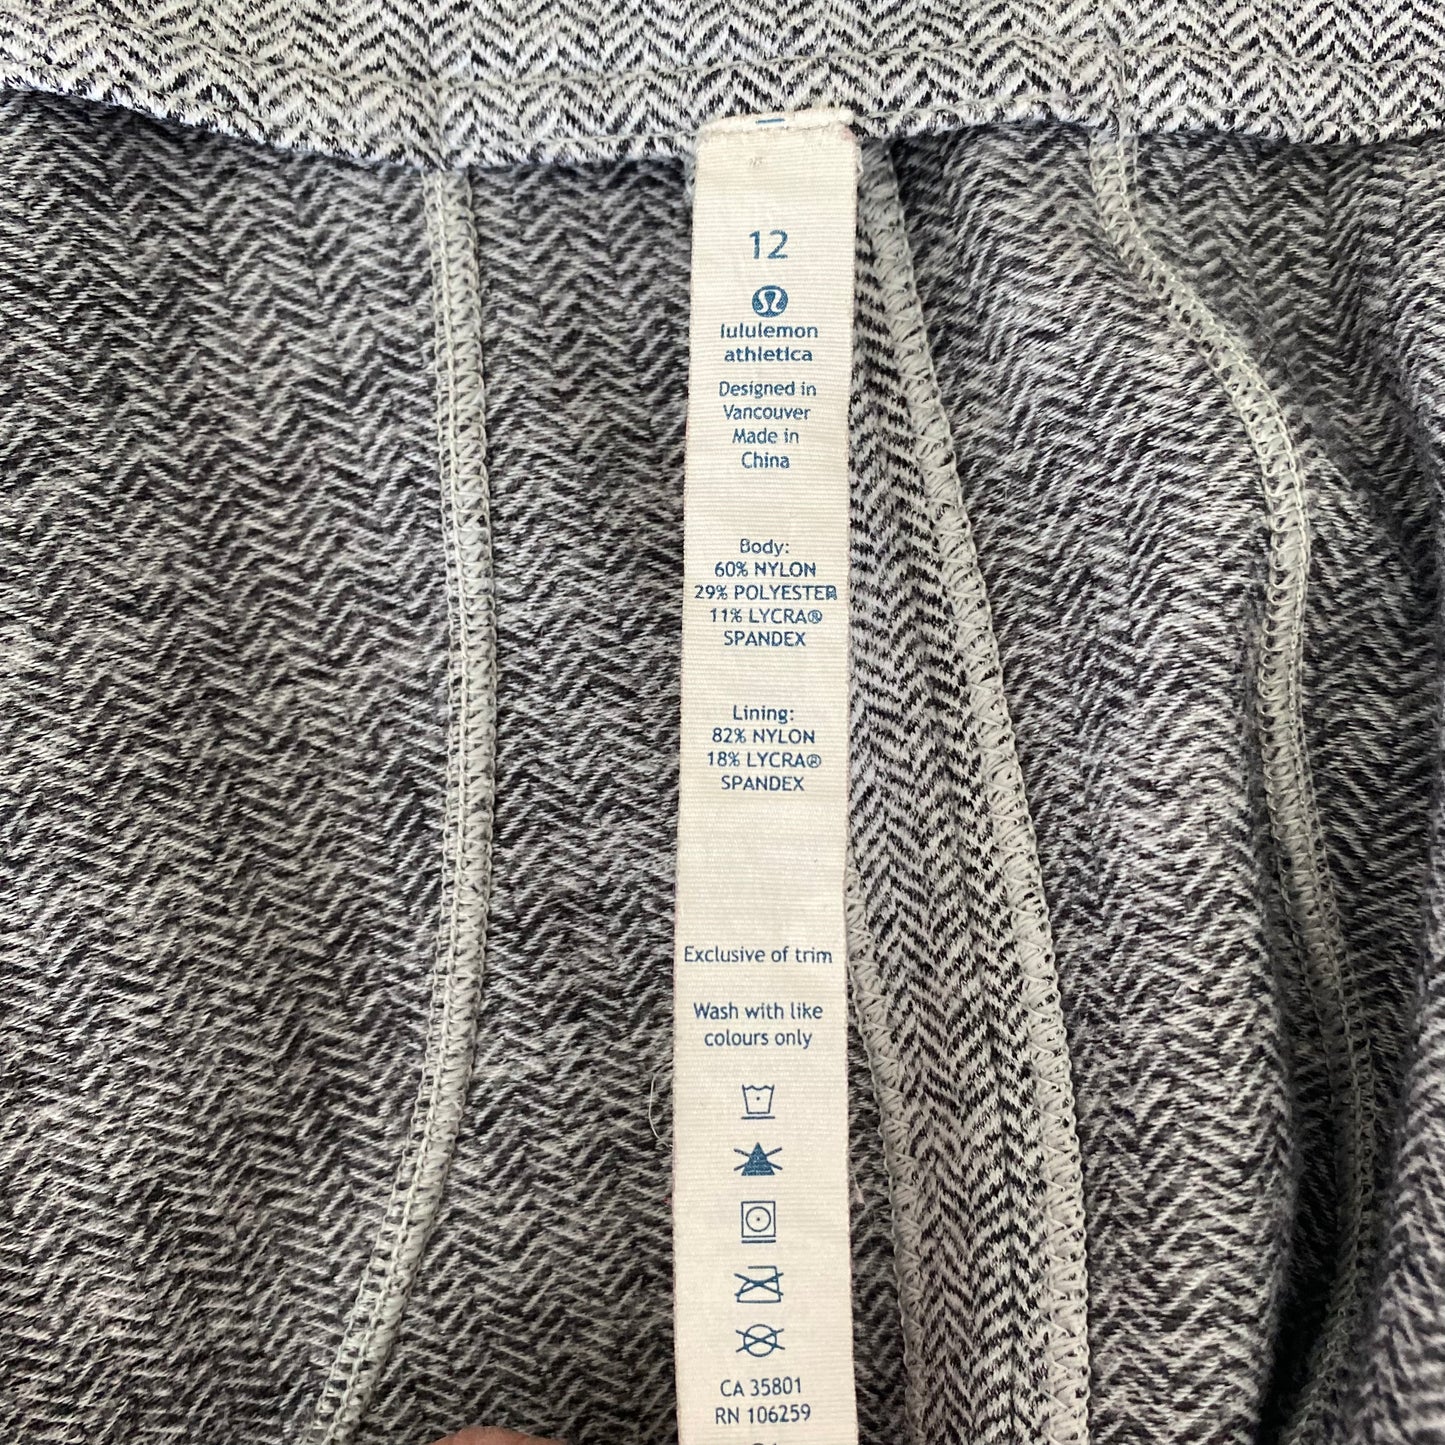 12
lululemon
athletica
Designed in
Vancouver
Made in
China
Body:
60% NYLON
29% POLYESTER
11% LYCRA®
SPANDEX
Lining:
82% NYLON
18% LYCRA®
SPANDEX
Exclusive of trim
Wash with like
colours only
CA 35801
RN 106259